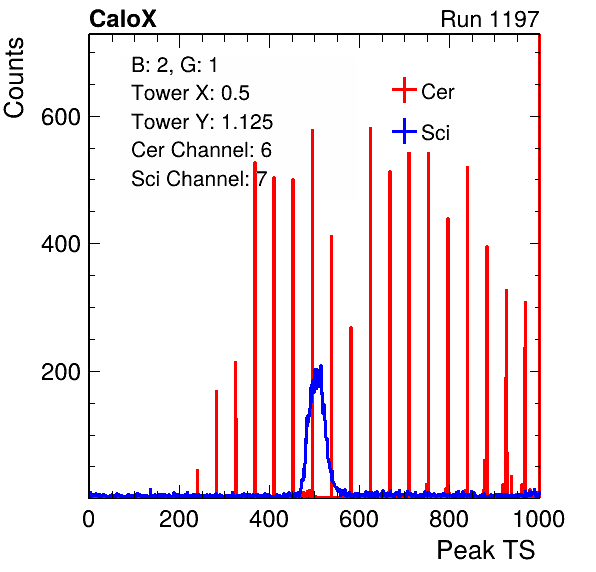 CaloX Run 1197
Counts
B: 2, G: 1
Tower X: 0.5
Tower Y: 1.125
Cer Channel: 6
Sci Channel: 7
Cer
Sci
600
400
200
0 200 400 600 800 1000
Peak TS